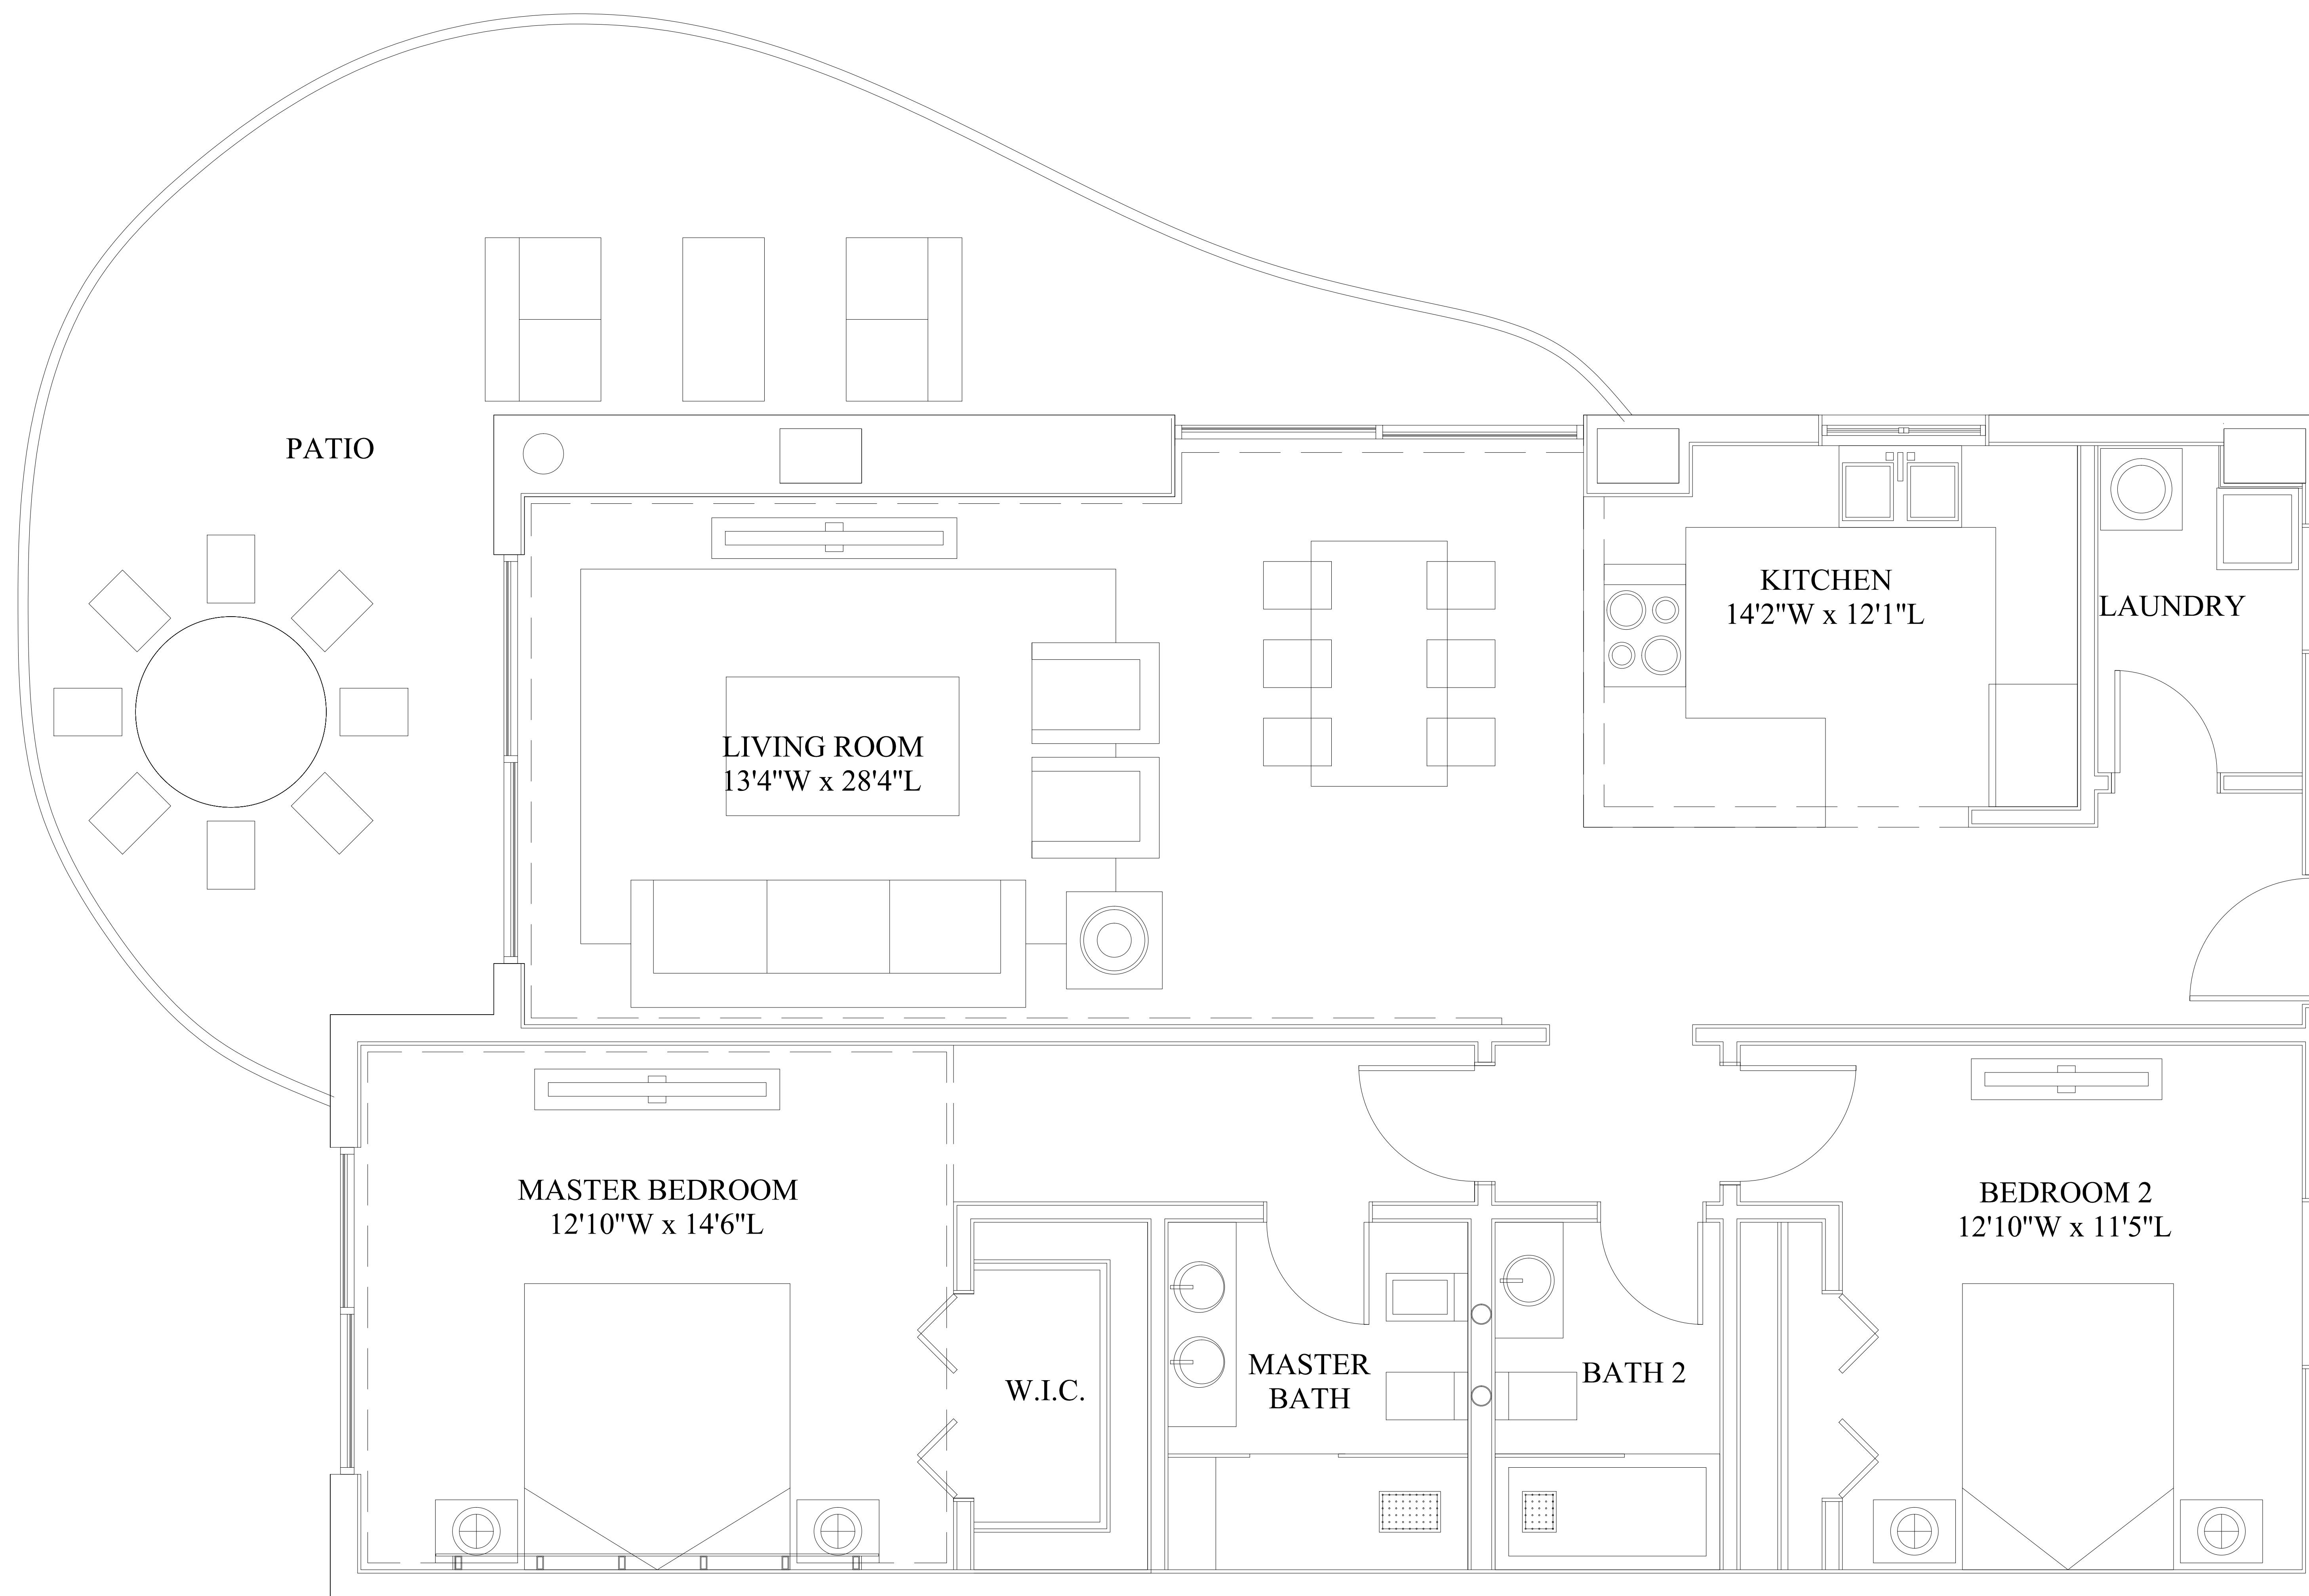 PATIO
KITCHEN
14'2"W x 12'1"L
LAUNDRY
LIVING ROOM
13'4"W x 28'4"L
MASTER BEDROOM
12'10"W x 14'6"L
BEDROOM 2
12'10"W x 11'5"L
W.I.C.
MASTER
BATH
BATH 2